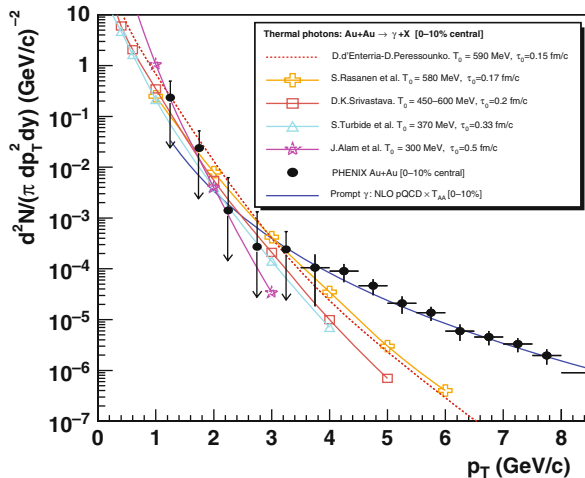 Thermal photons: Au+Au → γ+X [0–10% central]
D.d'Enterria-D.Peressounko. T₀ = 590 MeV, τ₀=0.15 fm/c
S.Rasanen et al. T₀ = 580 MeV, τ₀=0.17 fm/c
D.K.Srivastava. T₀ = 450–600 MeV, τ₀=0.2 fm/c
S.Turbide et al. T₀ = 370 MeV, τ₀=0.33 fm/c
J.Alam et al. T₀ = 300 MeV, τ₀=0.5 fm/c
PHENIX Au+Au [0–10% central]
Prompt γ: NLO pQCD × T_AA [0–10%]
d²N/(π dp_T² dy) (GeV/c)⁻²
10²
10
1
10⁻¹
10⁻²
10⁻³
10⁻⁴
10⁻⁵
10⁻⁶
10⁻⁷
0 1 2 3 4 5 6 7 8
p_T (GeV/c)